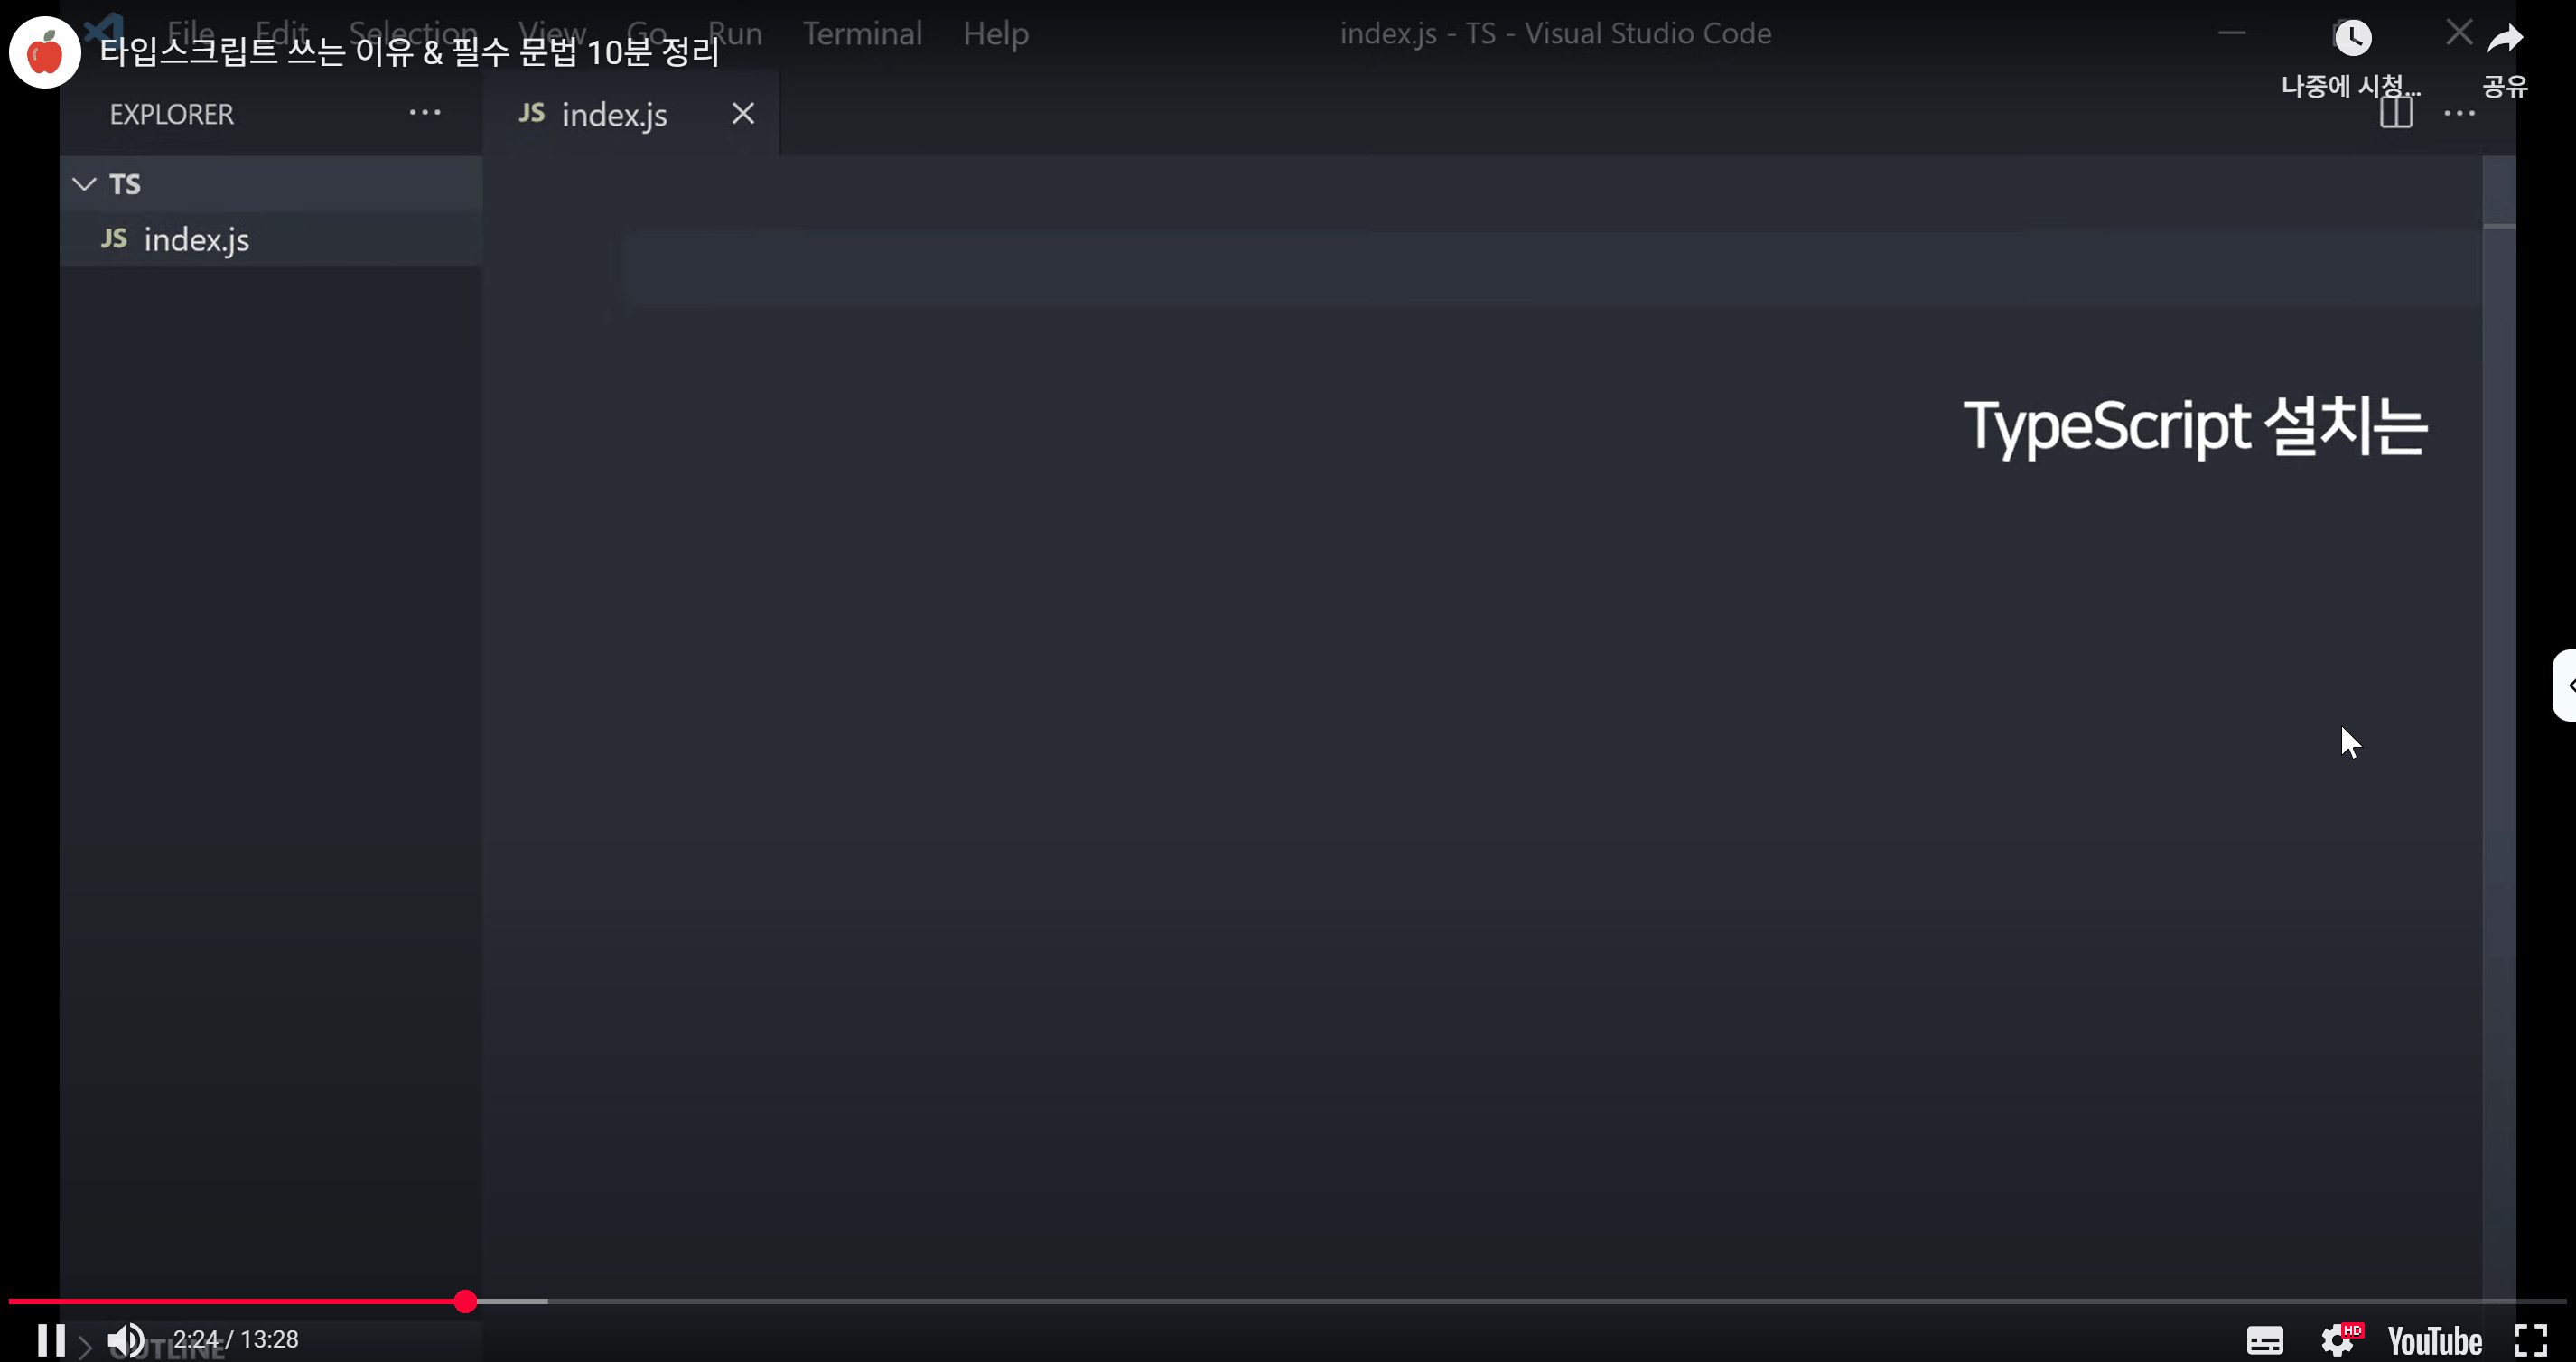 File Edit Selection View Go Run Terminal Help
index.js - TS - Visual Studio Code
타입스크립트 쓰는 이유 & 필수 문법 10분 정리
나중에 시청...
공유
EXPLORER
JS index.js
TS
JS index.js
TypeScript 설치는
OUTLINE
2:24 / 13:28
HD
YouTube